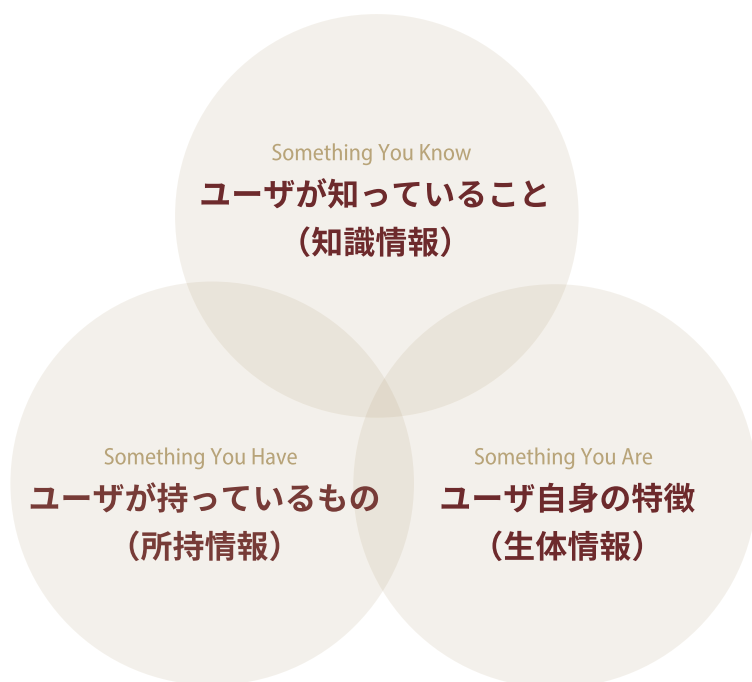 Something You Know
ユーザが知っていること
（知識情報）
Something You Have
ユーザが持っているもの
（所持情報）
Something You Are
ユーザ自身の特徴
（生体情報）